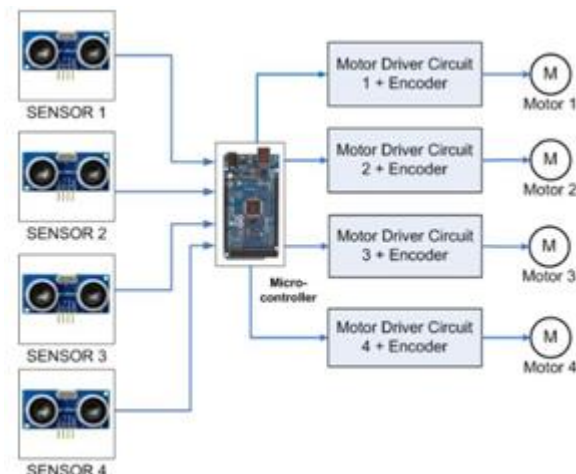 SENSOR 1
SENSOR 2
SENSOR 3
SENSOR 4
Micro-
controller
Motor Driver Circuit
1 + Encoder
M
Motor 1
Motor Driver Circuit
2 + Encoder
M
Motor 2
Motor Driver Circuit
3 + Encoder
M
Motor 3
Motor Driver Circuit
4 + Encoder
M
Motor 4